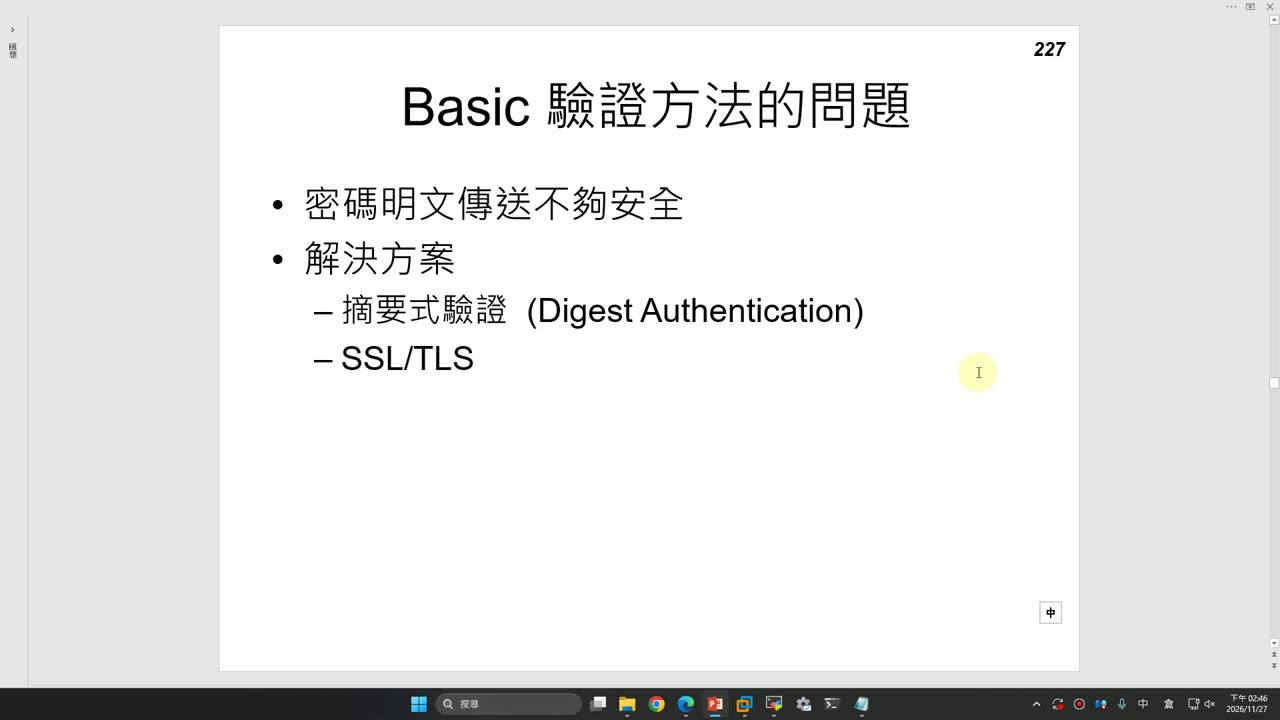 227
Basic 驗證方法的問題
• 密碼明文傳送不夠安全
• 解決方案
– 摘要式驗證 (Digest Authentication)
– SSL/TLS
中
搜尋
中
下午 02:46
2026/11/27